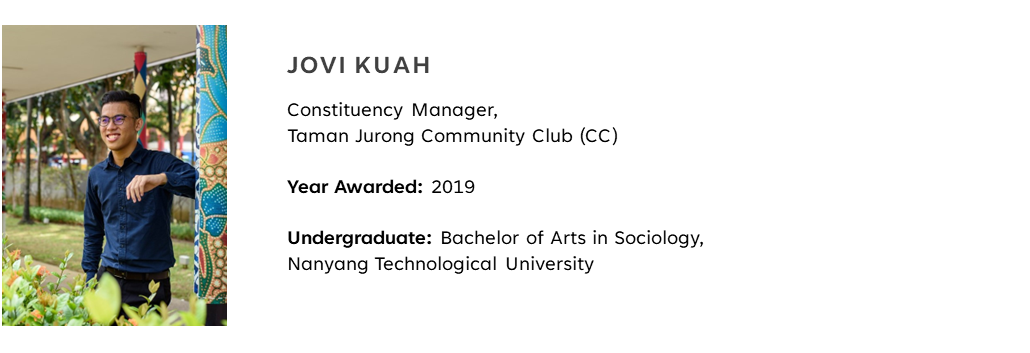 JOVI KUAH
Constituency Manager,
Taman Jurong Community Club (CC)
Year Awarded: 2019
Undergraduate: Bachelor of Arts in Sociology,
Nanyang Technological University